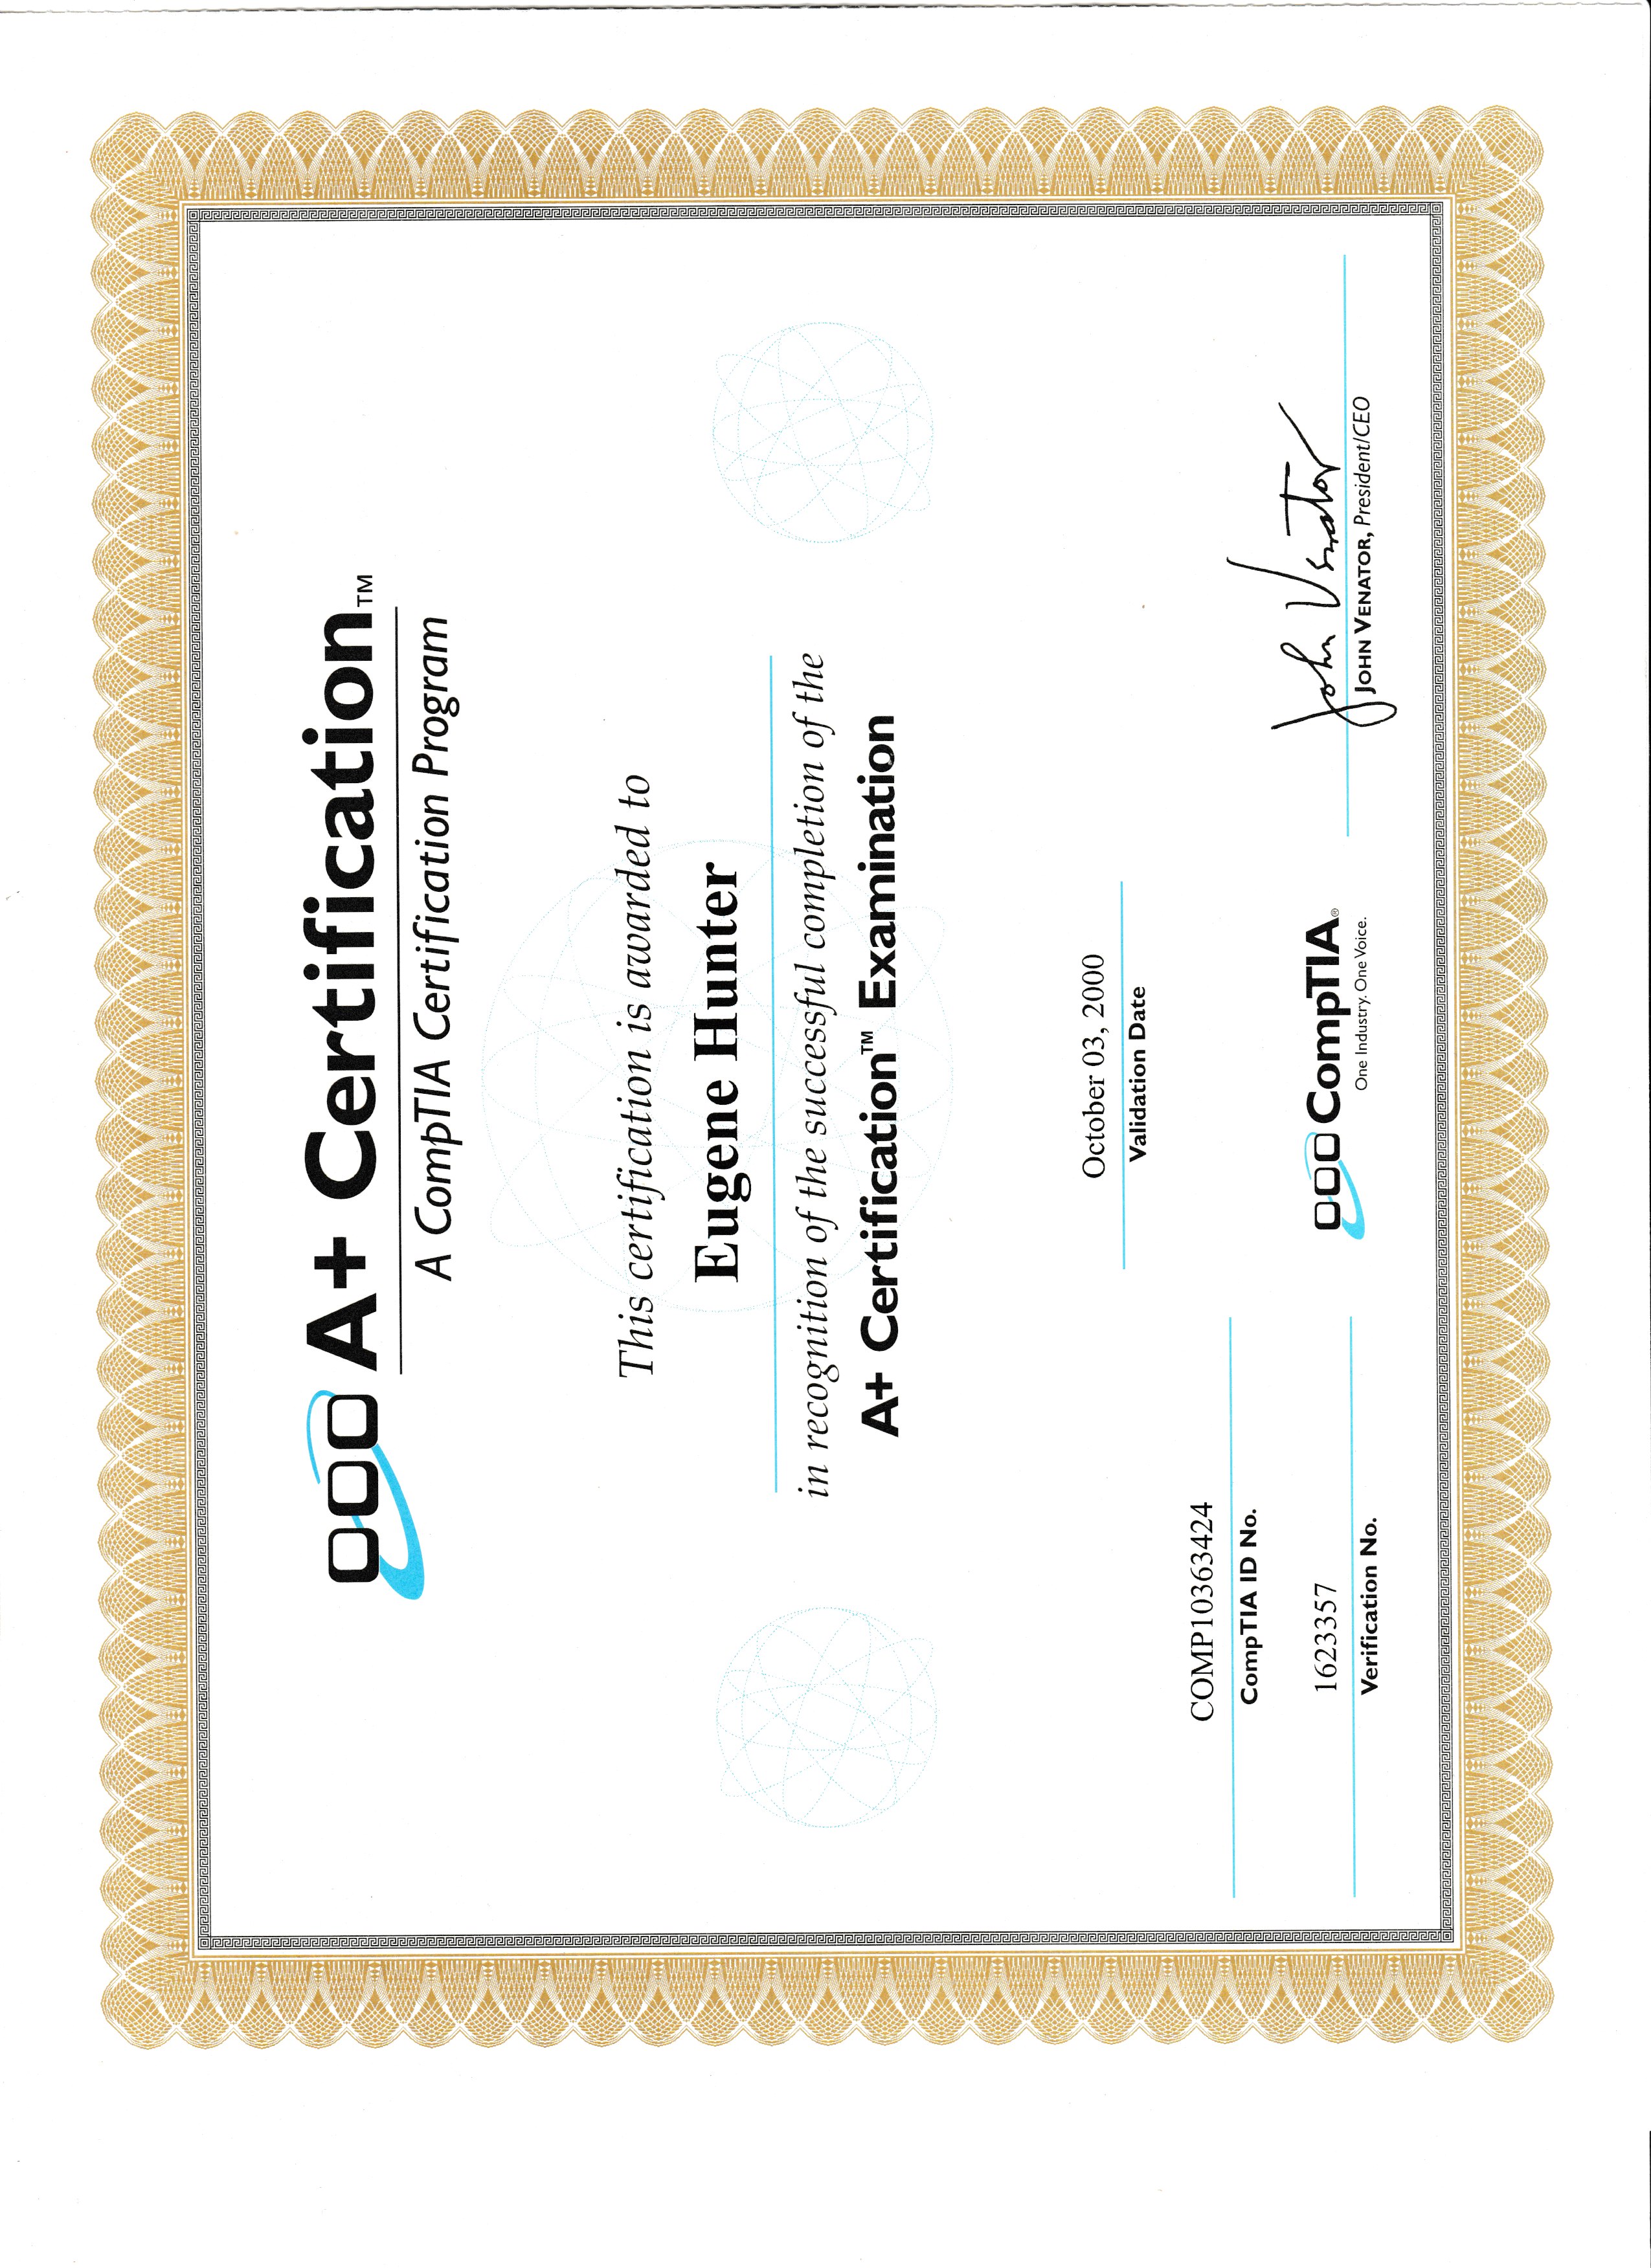 A+ Certification™
A CompTIA Certification Program
This certification is awarded to
Eugene Hunter
in recognition of the successful completion of the
A+ Certification™ Examination
October 03, 2000
Validation Date
COMP10363424
CompTIA ID No.
1623357
Verification No.
CompTIA®
One Industry. One Voice.
John Venator
JOHN VENATOR, President/CEO